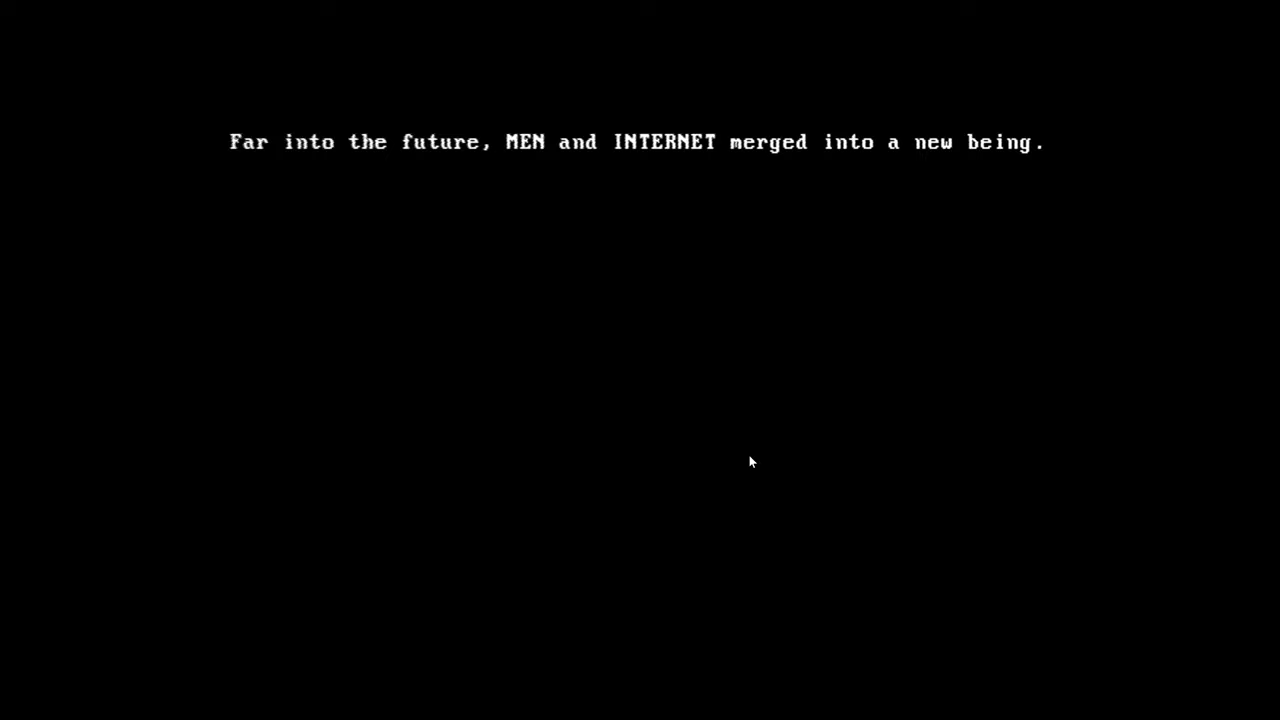 Far into the future, MEN and INTERNET merged into a new being.